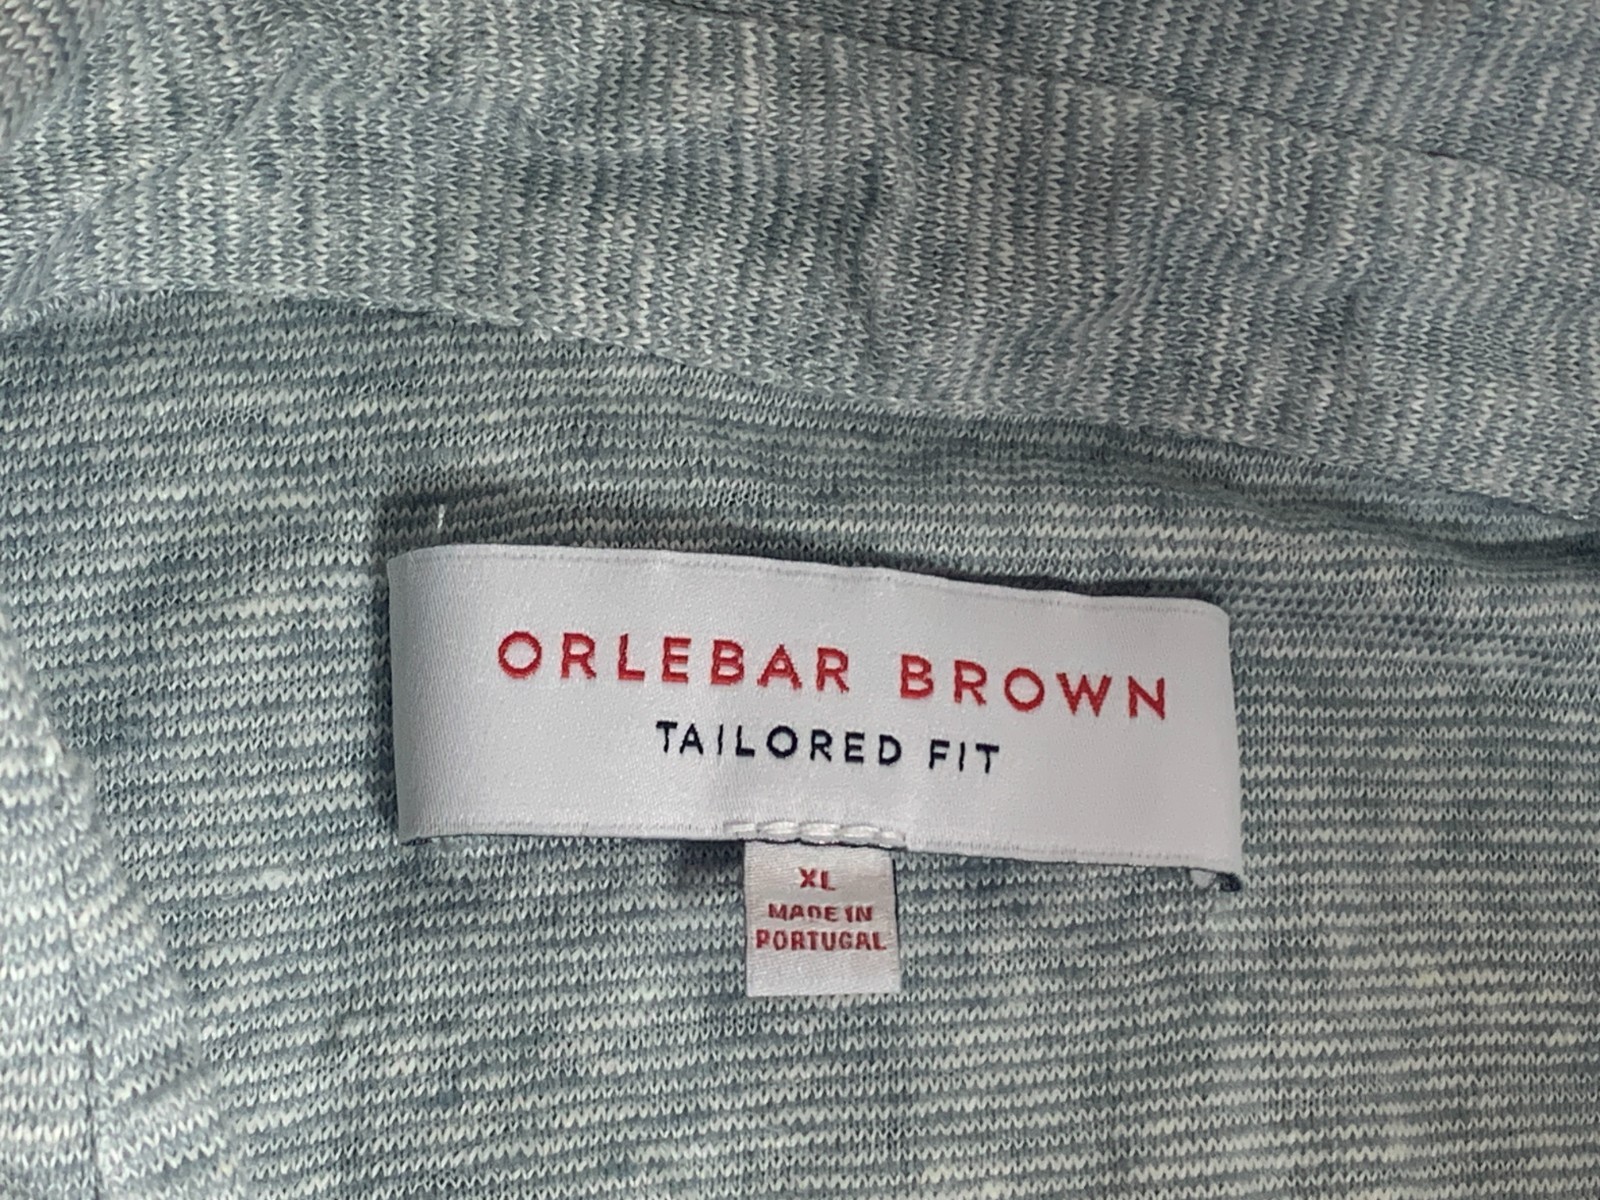 ORLEBAR BROWN
TAILORED FIT
XL
MADE IN
PORTUGAL